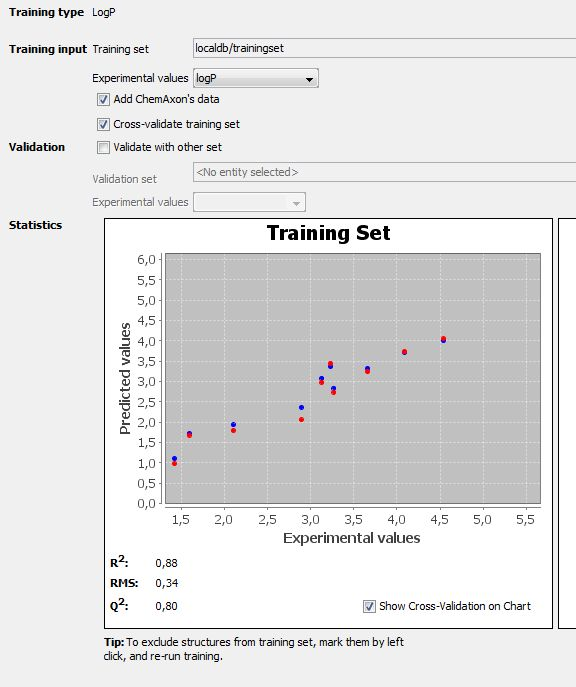 Training type LogP
Training input Training set localdb/trainingset
Experimental values logP
Add ChemAxon's data
Cross-validate training set
Validation Validate with other set
Validation set <No entity selected>
Experimental values
Statistics
Training Set
6,0
5,5
5,0
4,5
4,0
3,5
3,0
2,5
2,0
1,5
1,0
0,5
0,0
Predicted values
1,5 2,0 2,5 3,0 3,5 4,0 4,5 5,0 5,5
Experimental values
R²: 0,88
RMS: 0,34
Q²: 0,80
Show Cross-Validation on Chart
Tip: To exclude structures from training set, mark them by left
click, and re-run training.